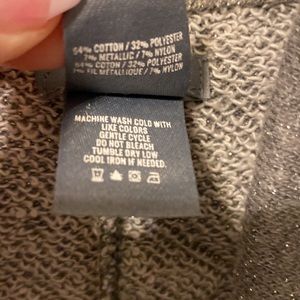 54% COTTON / 32% POLYESTER
7% METALLIC / 7% NYLON
54% COTTON / 32% POLYESTER
7% FIL METALLIQUE / 7% NYLON
MACHINE WASH COLD WITH
LIKE COLORS
GENTLE CYCLE
DO NOT BLEACH
TUMBLE DRY LOW
COOL IRON IF NEEDED.